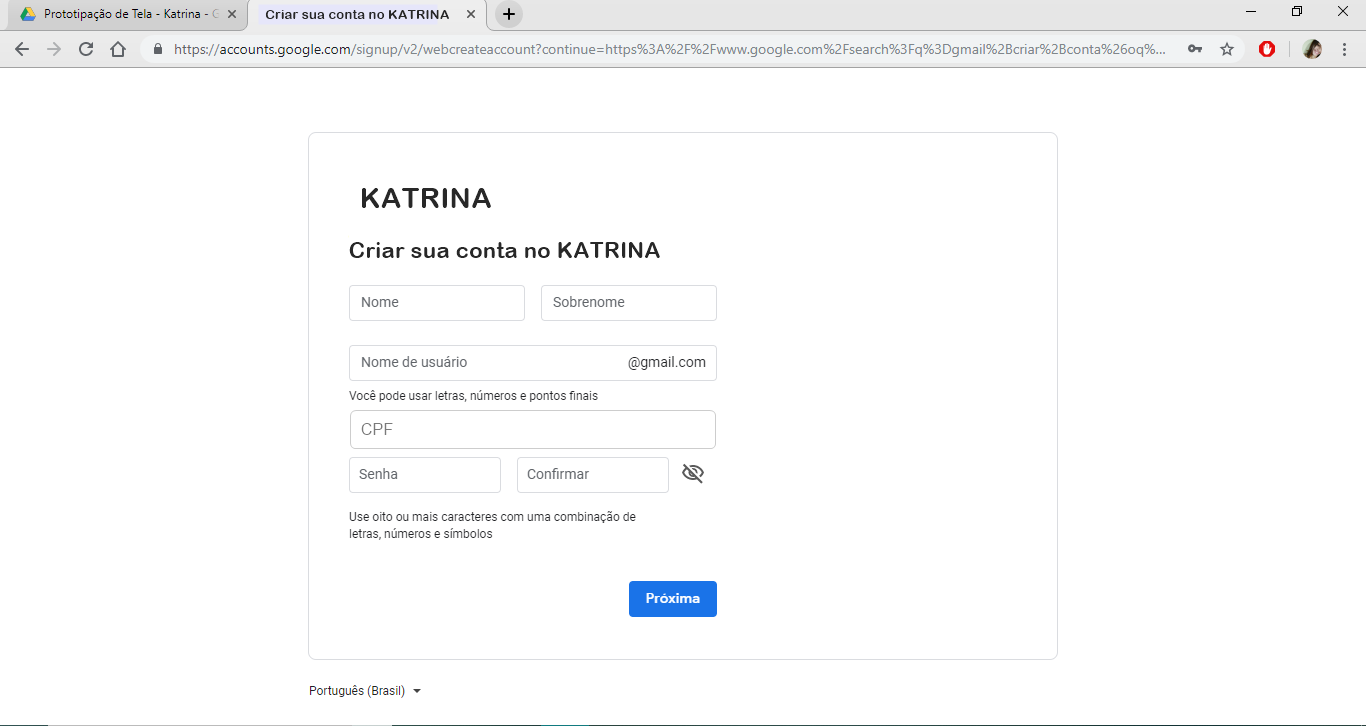 Prototipação de Tela - Katrina - G
Criar sua conta no KATRINA
https://accounts.google.com/signup/v2/webcreateaccount?continue=https%3A%2F%2Fwww.google.com%2Fsearch%3Fq%3Dgmail%2Bcriar%2Bconta%26oq%...
KATRINA
Criar sua conta no KATRINA
Nome Sobrenome
Nome de usuário @gmail.com
Você pode usar letras, números e pontos finais
CPF
Senha Confirmar
Use oito ou mais caracteres com uma combinação de
letras, números e símbolos
Próxima
Português (Brasil)